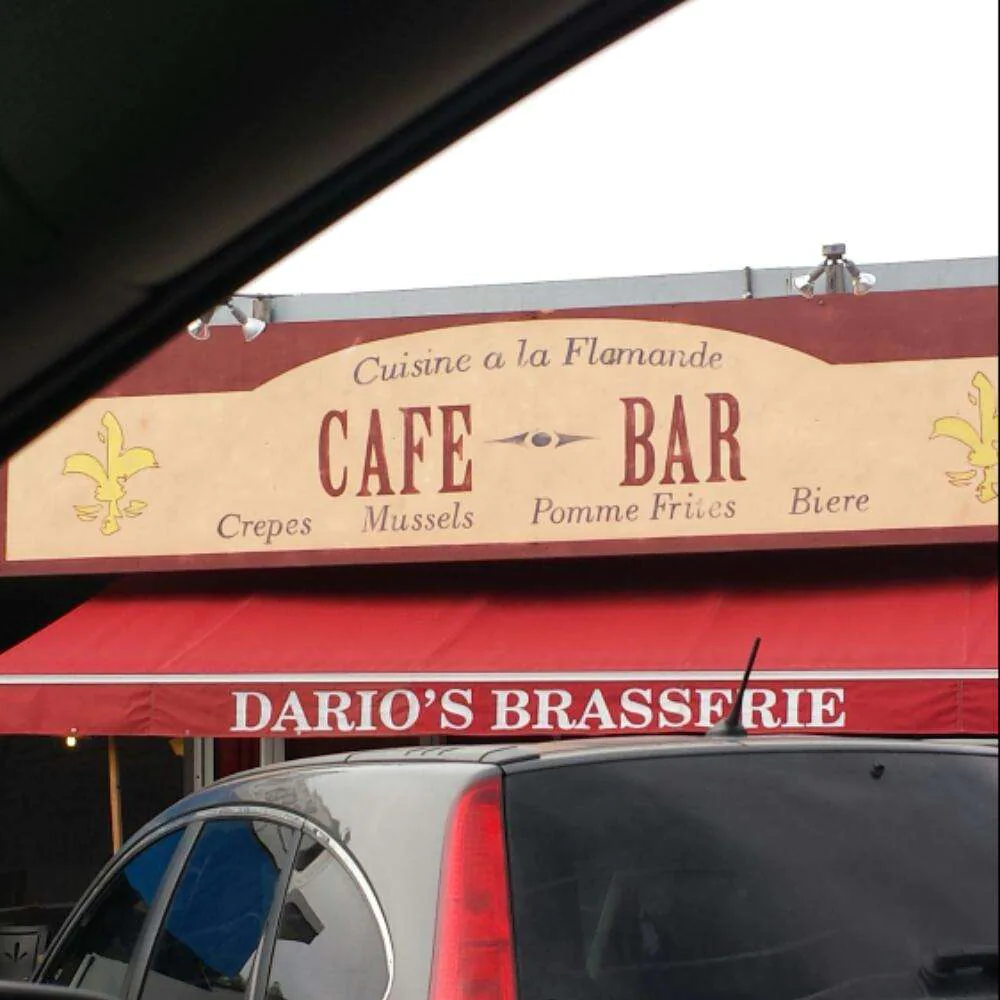 Cuisine a la Flamande
CAFE BAR
Crepes Mussels Pomme Frites Biere
DARIO'S BRASSERIE